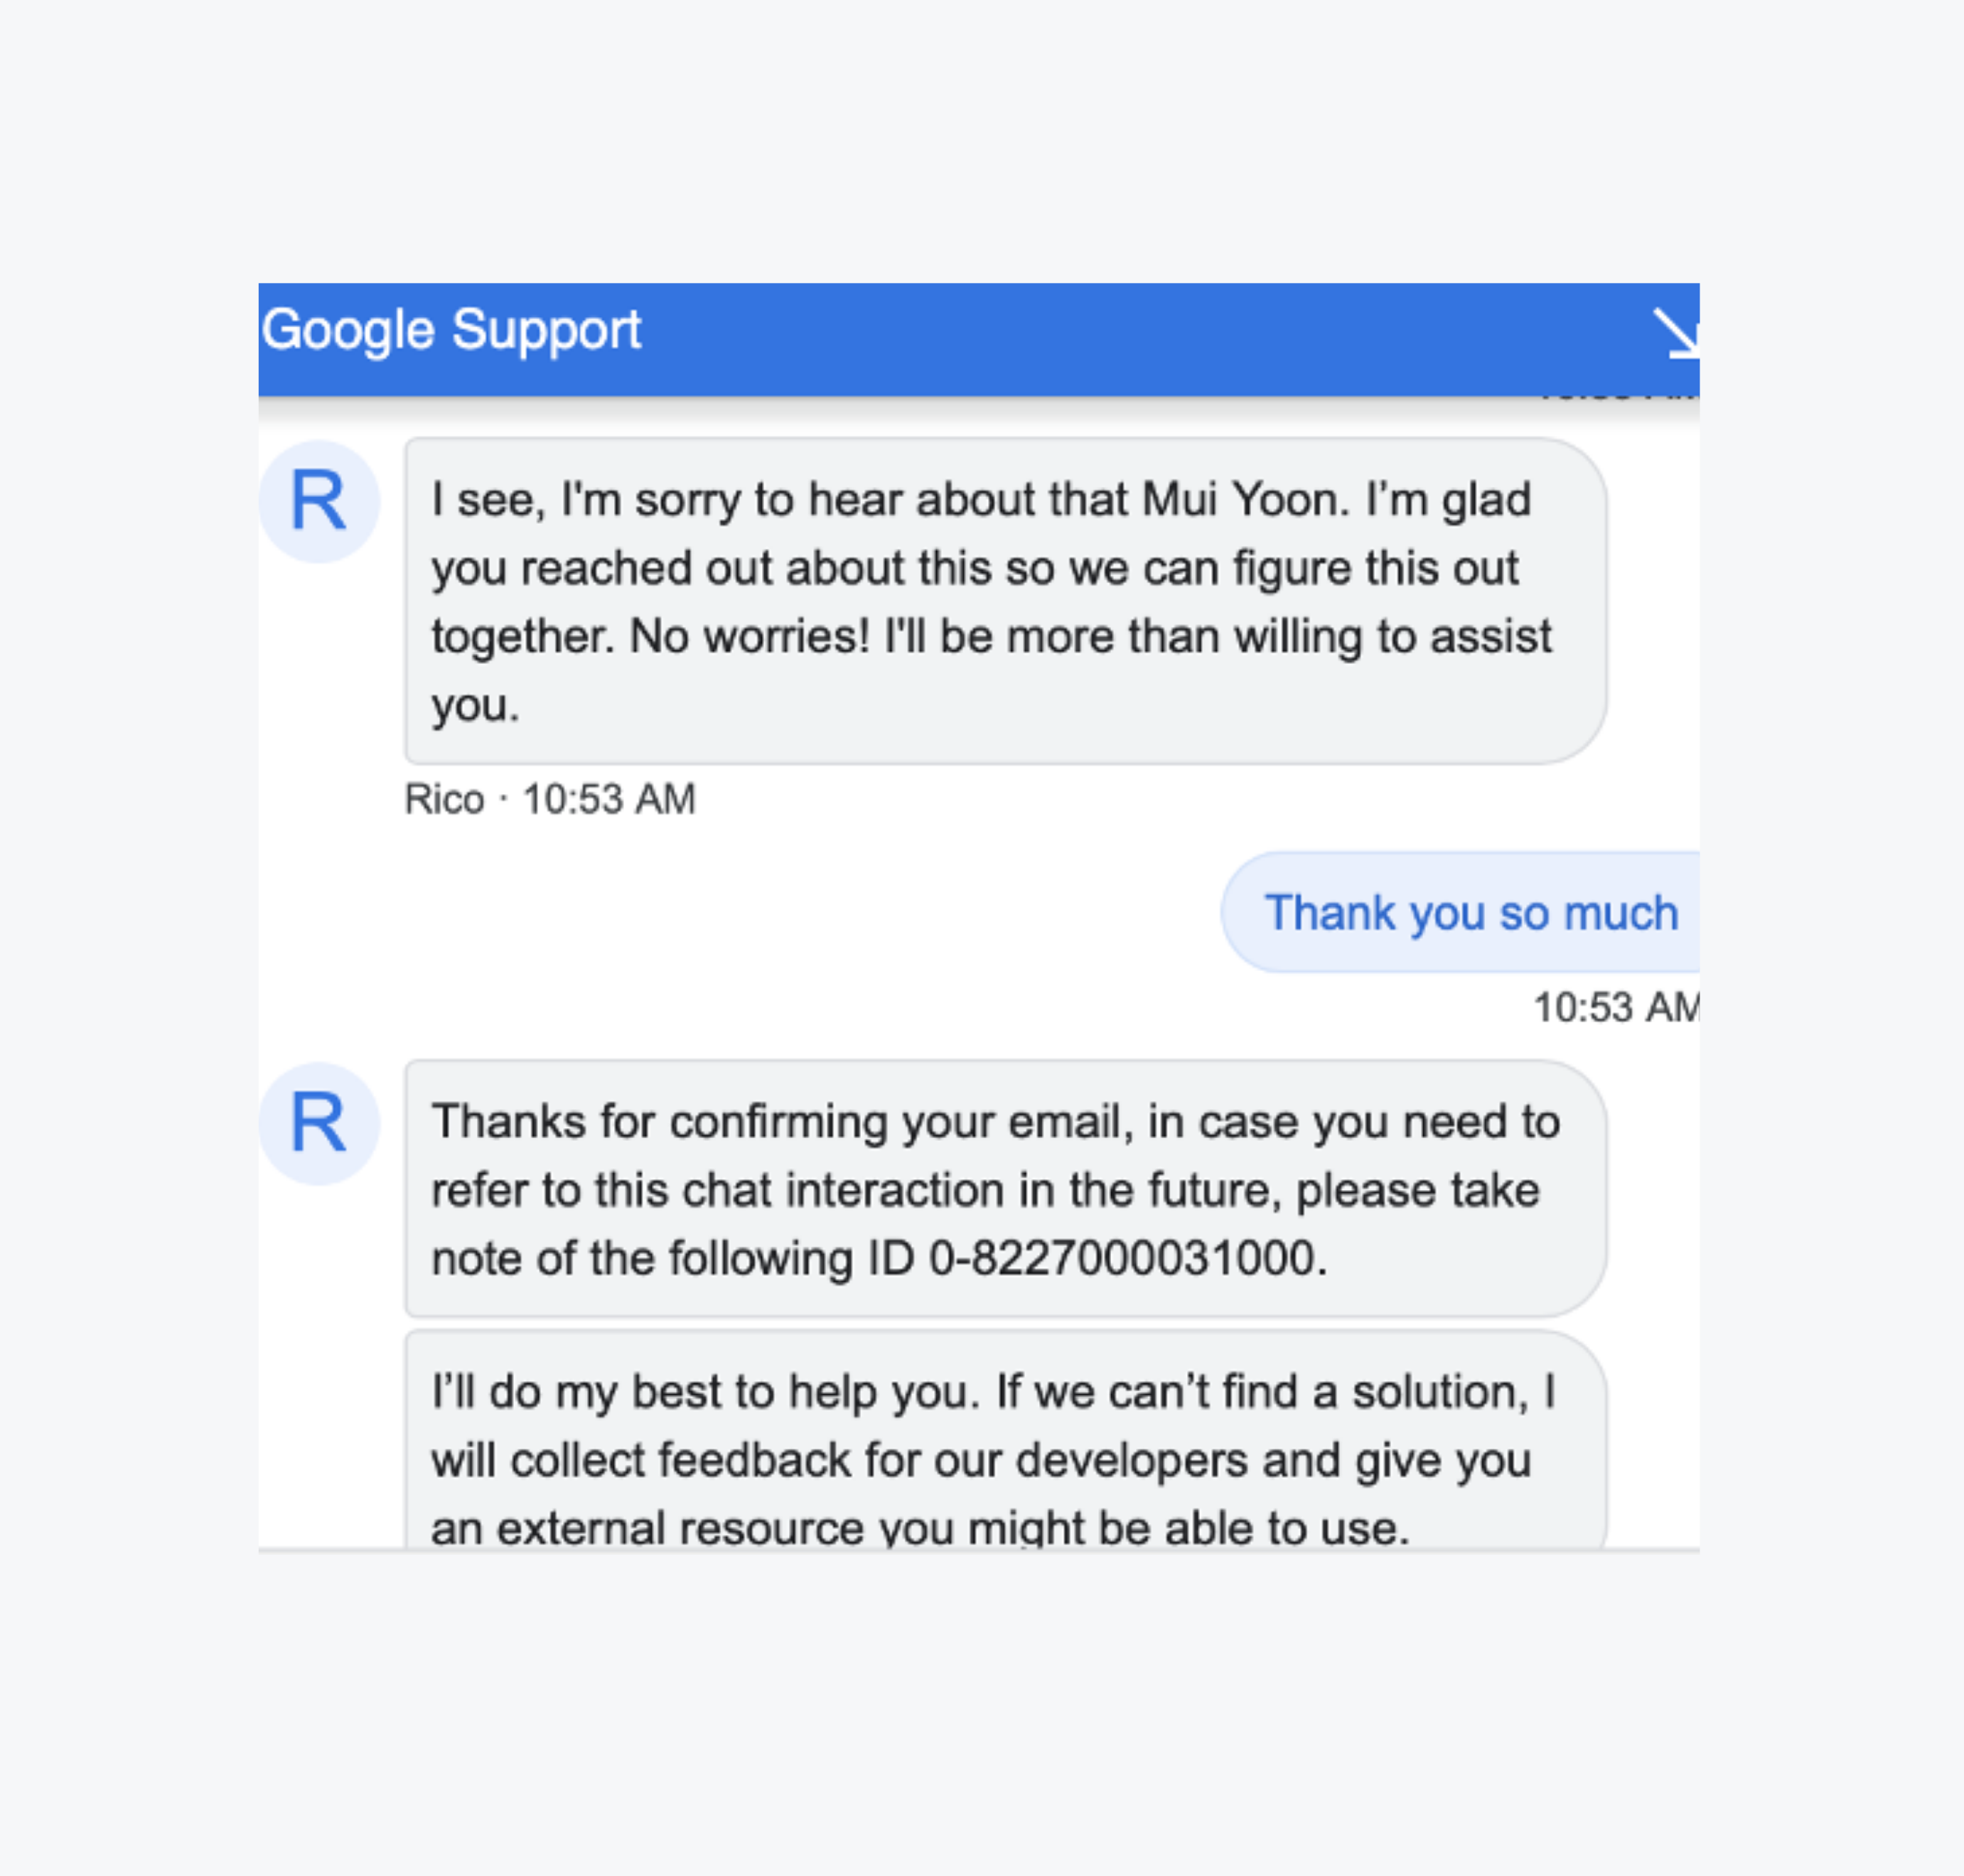 Google Support
R
I see, I'm sorry to hear about that Mui Yoon. I’m glad
you reached out about this so we can figure this out
together. No worries! I'll be more than willing to assist
you.
Rico · 10:53 AM
Thank you so much
10:53 AM
R
Thanks for confirming your email, in case you need to
refer to this chat interaction in the future, please take
note of the following ID 0-8227000031000.
I’ll do my best to help you. If we can’t find a solution, I
will collect feedback for our developers and give you
an external resource you might be able to use.